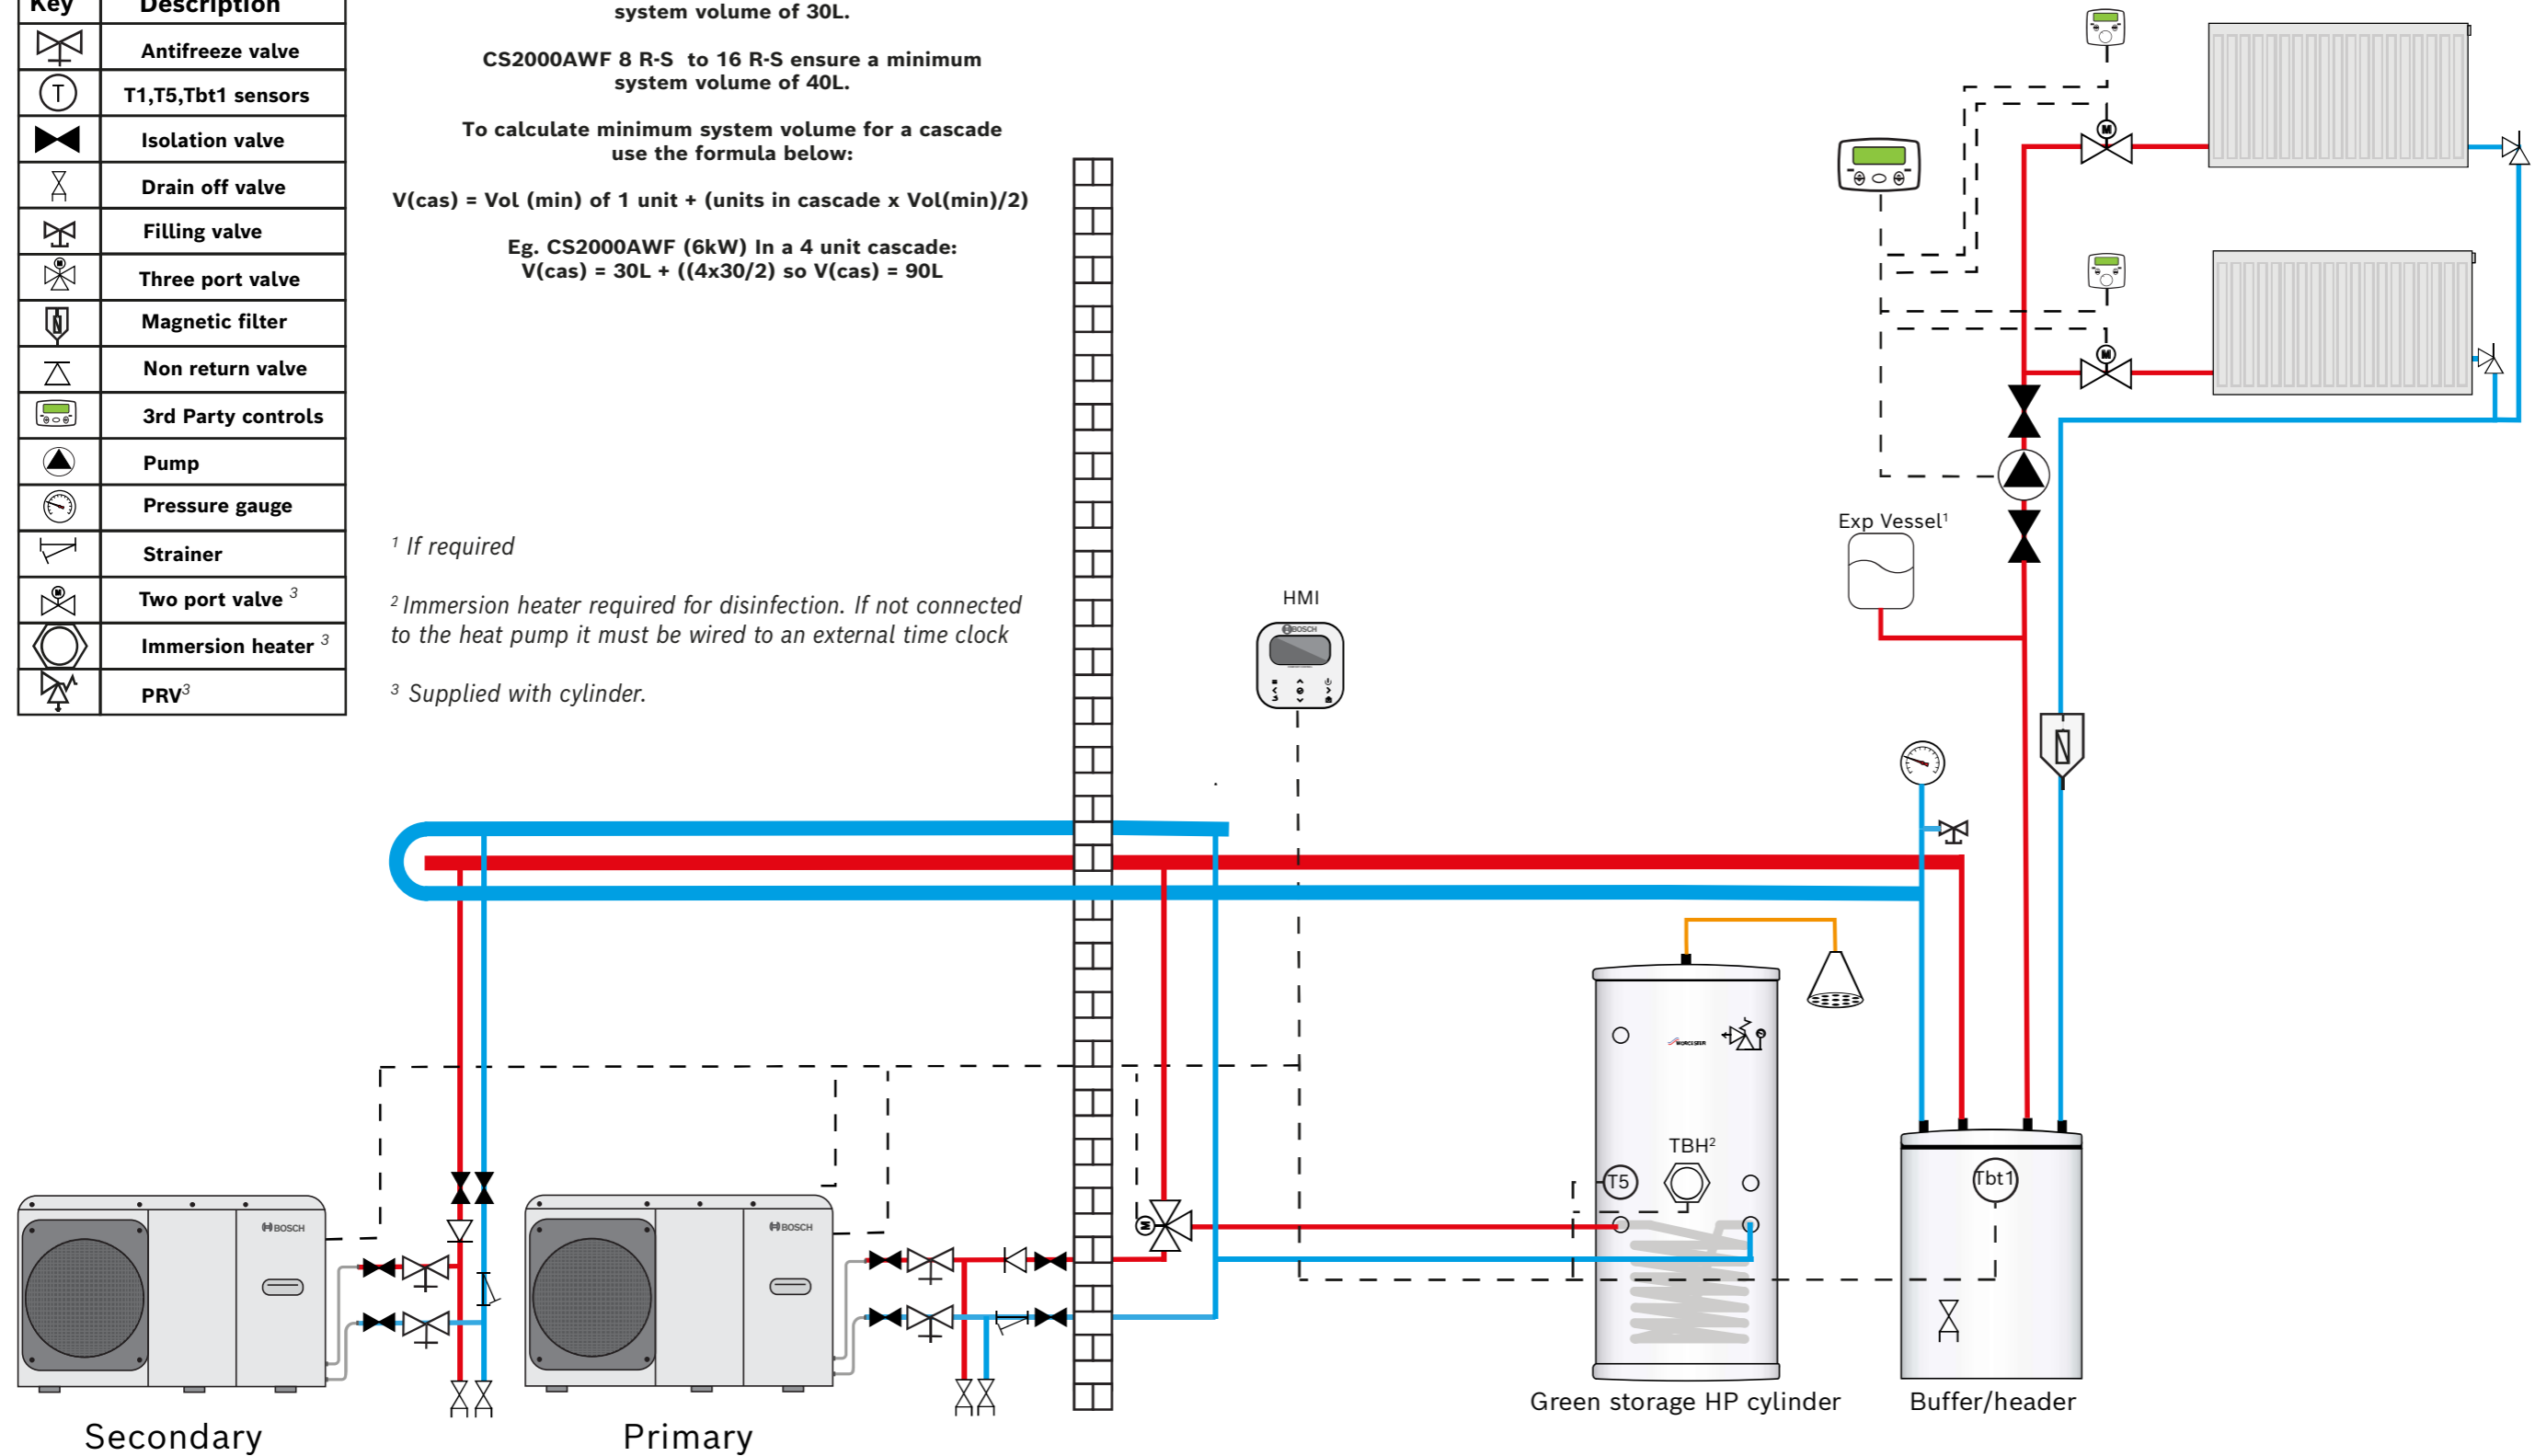 Key Description
Antifreeze valve
T T1,T5,Tbt1 sensors
Isolation valve
Drain off valve
Filling valve
M Three port valve
Magnetic filter
Non return valve
3rd Party controls
Pump
Pressure gauge
Strainer
M Two port valve 3
Immersion heater 3
PRV3
system volume of 30L.
CS2000AWF 8 R-S to 16 R-S ensure a minimum
system volume of 40L.
To calculate minimum system volume for a cascade
use the formula below:
V(cas) = Vol (min) of 1 unit + (units in cascade x Vol(min)/2)
Eg. CS2000AWF (6kW) In a 4 unit cascade:
V(cas) = 30L + ((4x30/2) so V(cas) = 90L
1 If required
2 Immersion heater required for disinfection. If not connected
to the heat pump it must be wired to an external time clock
3 Supplied with cylinder.
M
M
Exp Vessel1
HMI
BOSCH
WORCESTER
TBH2
T5
Tbt1
M
BOSCH
BOSCH
Green storage HP cylinder
Buffer/header
Secondary
Primary